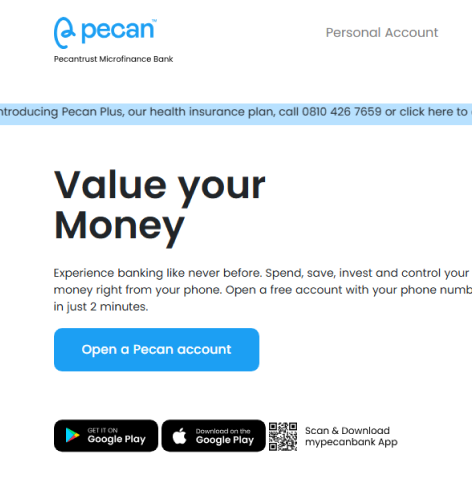 pecan™
Personal Account
Pecantrust Microfinance Bank
ntroducing Pecan Plus, our health insurance plan, call 0810 426 7659 or click here to
Value your
Money
Experience banking like never before. Spend, save, invest and control your
money right from your phone. Open a free account with your phone numb
in just 2 minutes.
Open a Pecan account
GET IT ON
Google Play
Download on the
Google Play
Scan & Download
mypecanbank App